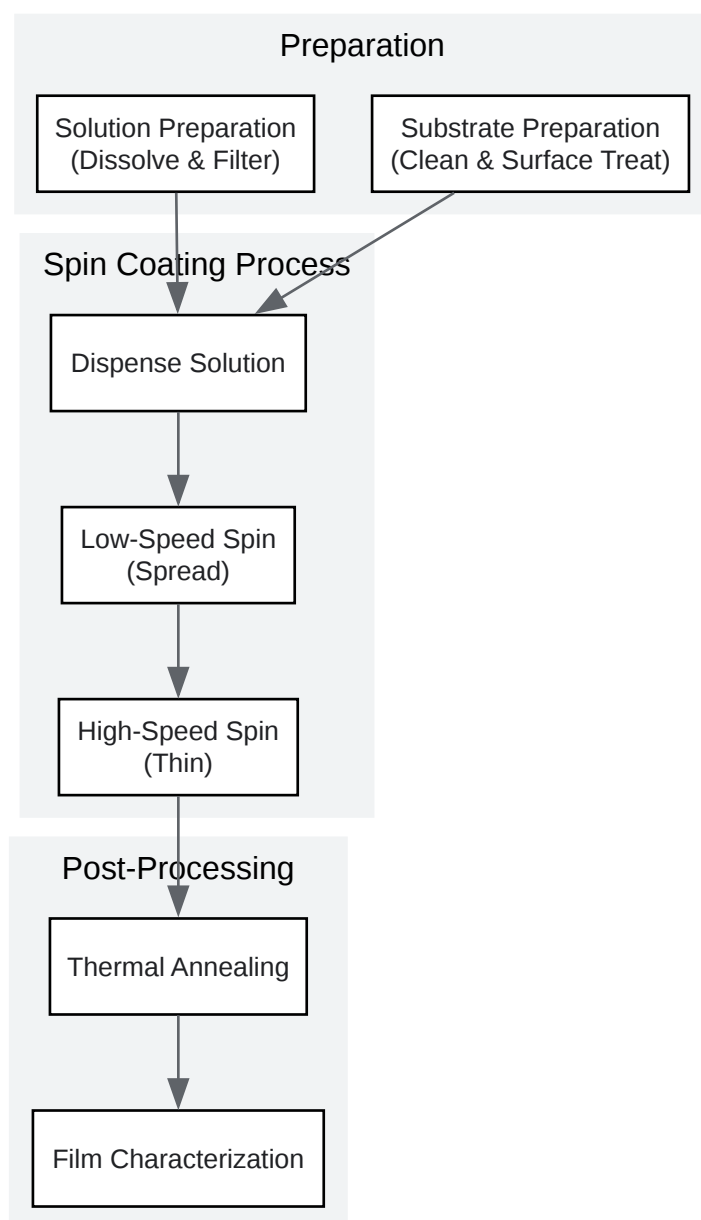 Preparation
Solution Preparation
(Dissolve & Filter)
Substrate Preparation
(Clean & Surface Treat)
Spin Coating Process
Dispense Solution
Low-Speed Spin
(Spread)
High-Speed Spin
(Thin)
Post-Processing
Thermal Annealing
Film Characterization